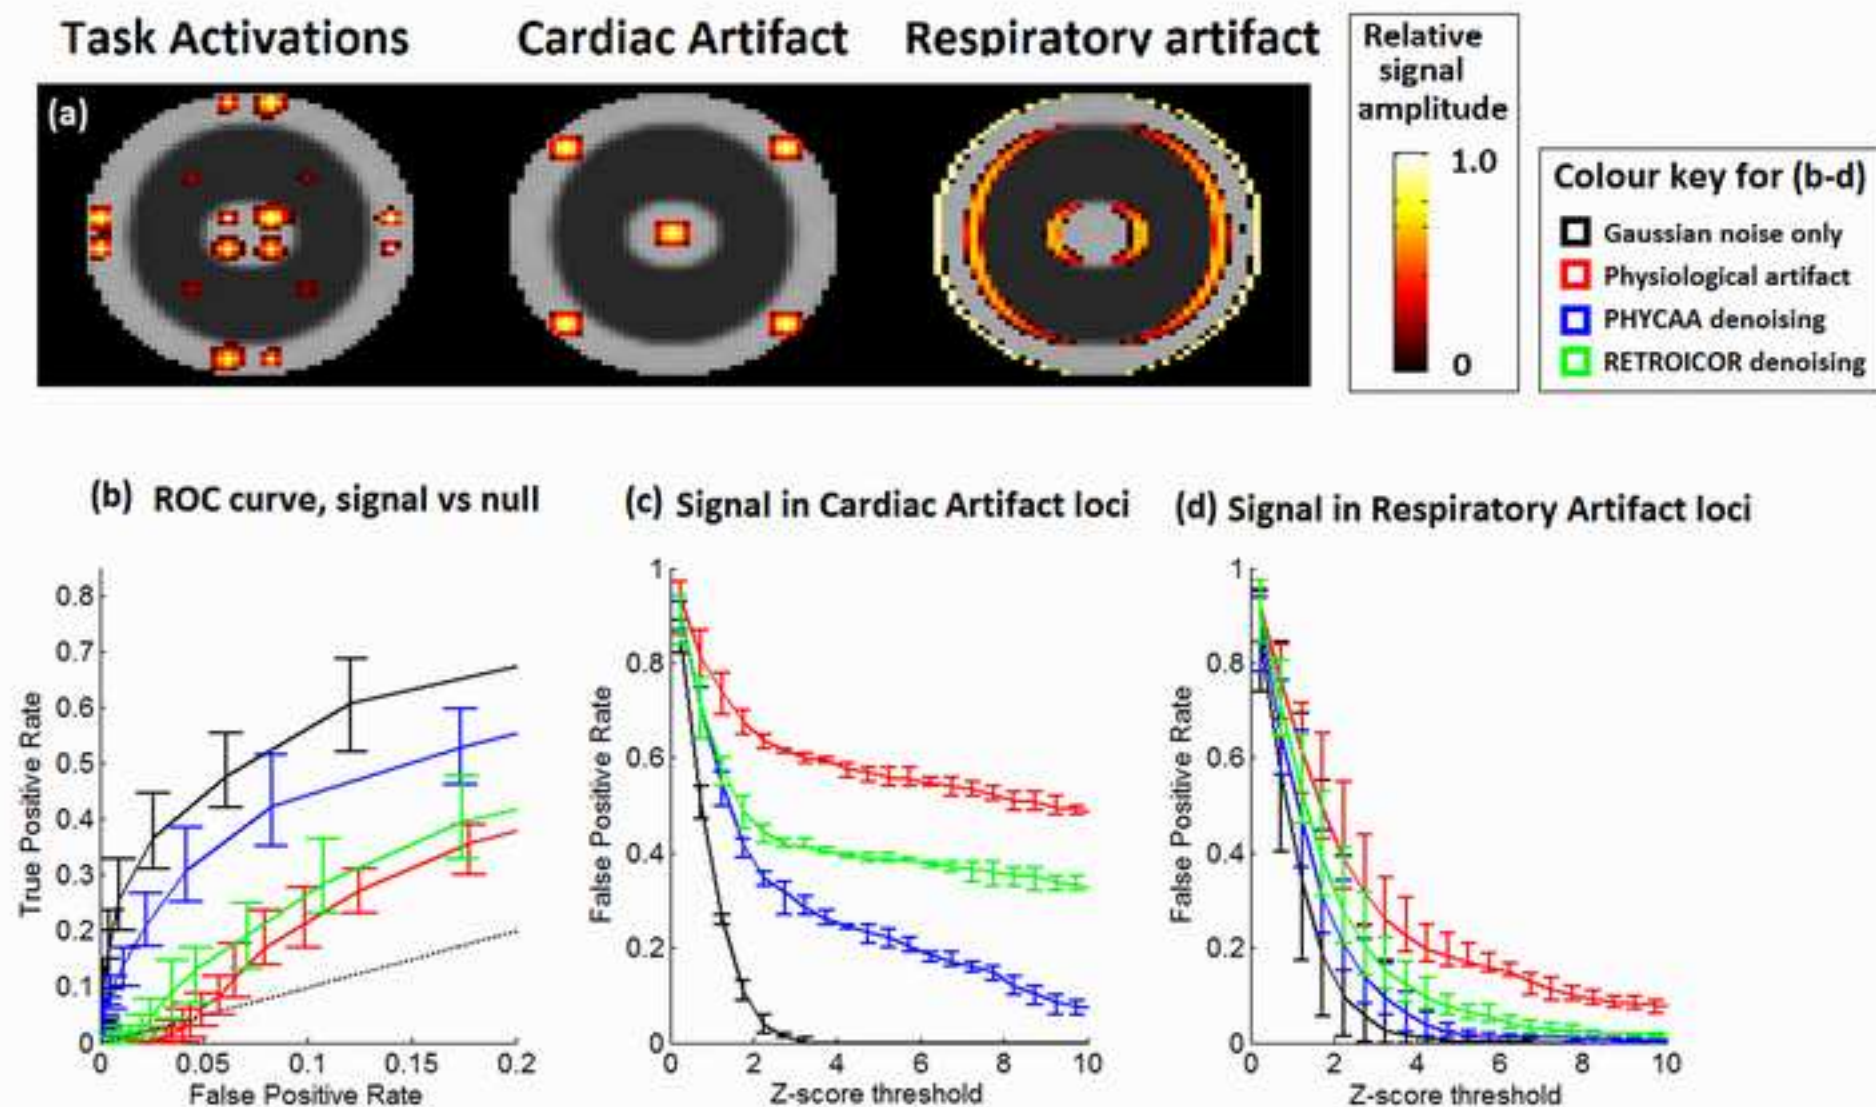 Task Activations
Cardiac Artifact
Respiratory artifact
(a)
Relative
signal
amplitude
1.0
0
Colour key for (b-d)
Gaussian noise only
Physiological artifact
PHYCAA denoising
RETROICOR denoising
(b) ROC curve, signal vs null
True Positive Rate
0.8
0.7
0.6
0.5
0.4
0.3
0.2
0.1
0
0 0.05 0.1 0.15 0.2
False Positive Rate
(c) Signal in Cardiac Artifact loci
False Positive Rate
1
0.8
0.6
0.4
0.2
0
0 2 4 6 8 10
Z-score threshold
(d) Signal in Respiratory Artifact loci
False Positive Rate
1
0.8
0.6
0.4
0.2
0
0 2 4 6 8 10
Z-score threshold